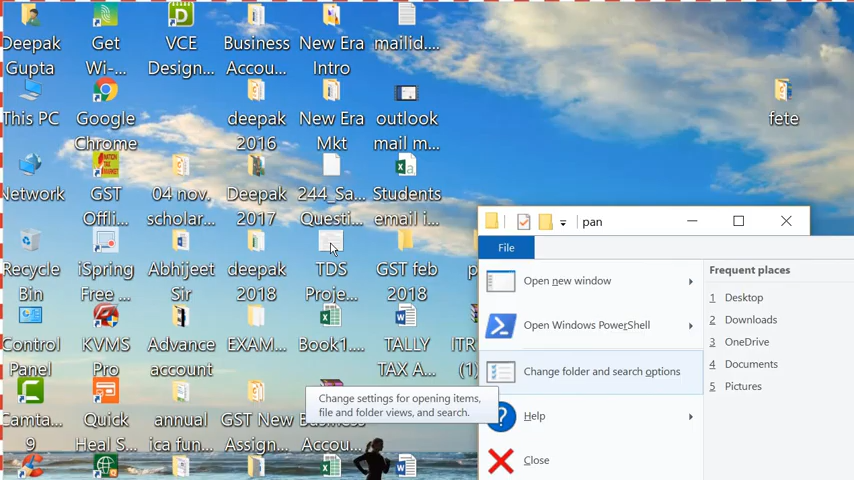 Deepak
Gupta
Get
Wi-...
VCE
Design...
Business
Accou...
New Era
Intro
mailid....
This PC
Google
Chrome
deepak
2016
New Era
Mkt
outlook
mail m...
fete
Network
GST
Offli...
04 nov.
scholar...
Deepak
2017
244_Sa...
Questi...
Students
email i...
Recycle
Bin
iSpring
Free ...
Abhijeet
Sir
deepak
2018
TDS
Proje...
GST feb
2018
Control
Panel
KVMS
Pro
Advance
account
EXAM...
Book1....
TALLY
TAX A...
ITR
(1)
Camta...
9
Quick
Heal S...
annual
ica fun...
GST New
Assign...
Accou...
pan
File
Open new window
Open Windows PowerShell
Change folder and search options
Help
Close
Frequent places
1 Desktop
2 Downloads
3 OneDrive
4 Documents
5 Pictures
Change settings for opening items,
file and folder views, and search.